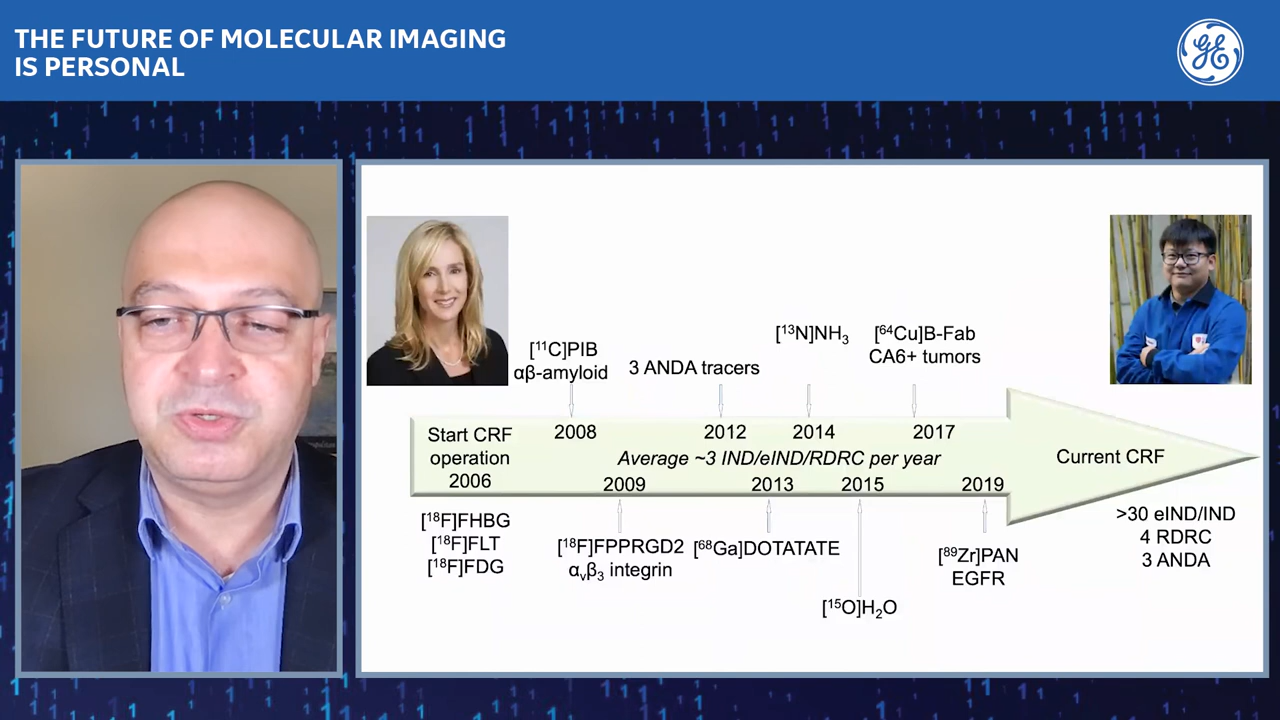 THE FUTURE OF MOLECULAR IMAGING
IS PERSONAL
GE
[¹¹C]PIB
αβ-amyloid
3 ANDA tracers
[¹³N]NH₃
[⁶⁴Cu]B-Fab
CA6+ tumors
Start CRF
operation
2006
2008
2012
2014
2017
Average ~3 IND/eIND/RDRC per year
2009
2013
2015
2019
Current CRF
[¹⁸F]FHBG
[¹⁸F]FLT
[¹⁸F]FDG
[¹⁸F]FPPRGD2
αᵥβ₃ integrin
[⁶⁸Ga]DOTATATE
[¹⁵O]H₂O
[⁸⁹Zr]PAN
EGFR
>30 eIND/IND
4 RDRC
3 ANDA